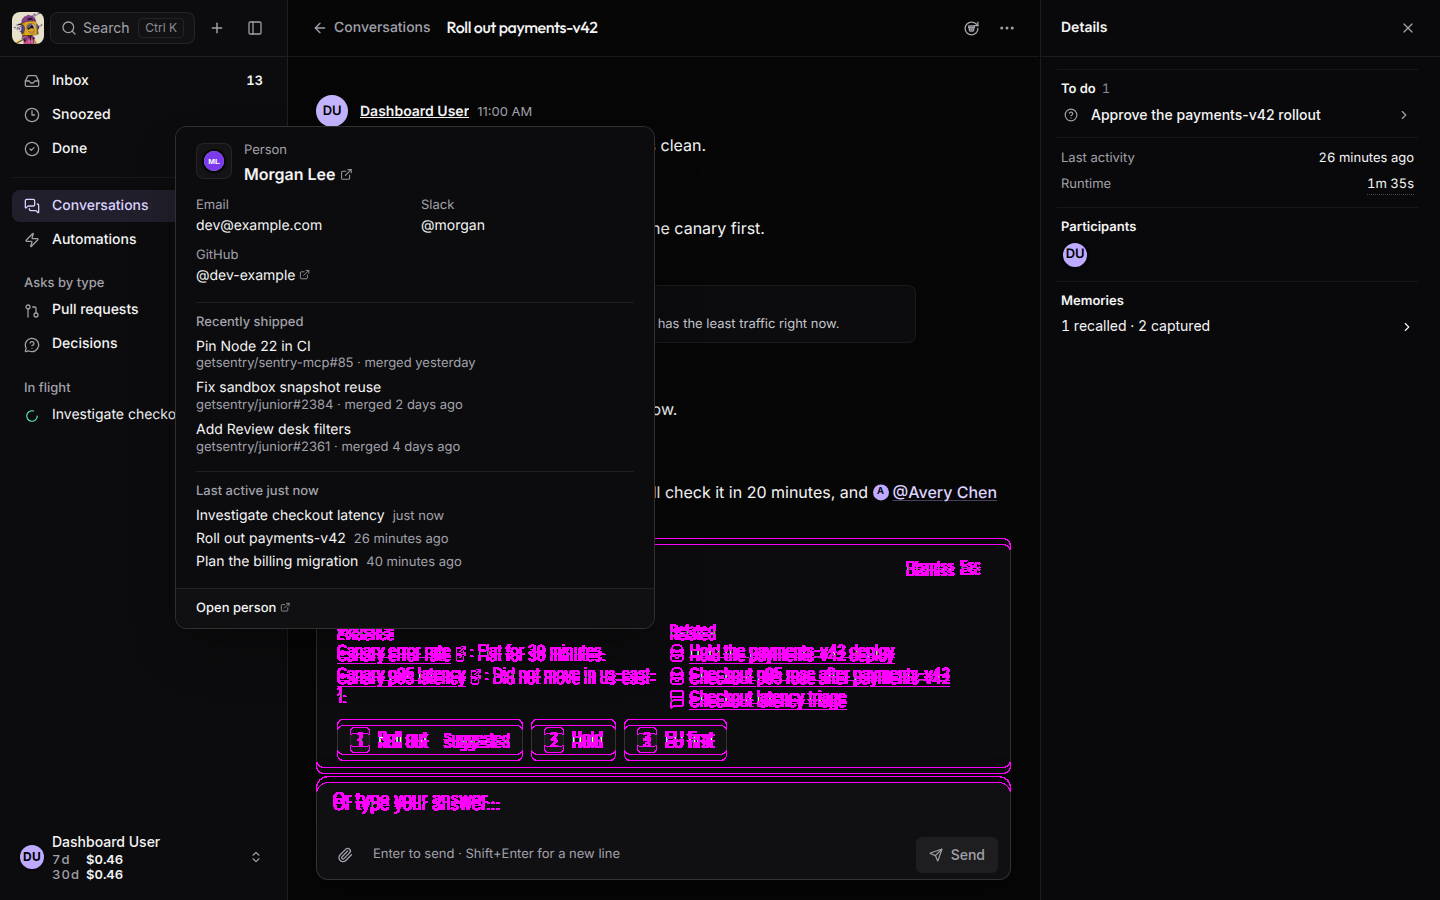 Search Ctrl K
Inbox 13
Snoozed
Done
Conversations
Automations
Asks by type
Pull requests
Decisions
In flight
Investigate checko
DU Dashboard User
7d $0.46
30d $0.46
Conversations Roll out payments-v42
DU Dashboard User 11:00 AM
clean.
canary first.
has the least traffic right now.
ow.
check it in 20 minutes, and A @Avery Chen
ML Person
Morgan Lee
Email Slack
dev@example.com @morgan
GitHub
@dev-example
Recently shipped
Pin Node 22 in CI
getsentry/sentry-mcp#85 · merged yesterday
Fix sandbox snapshot reuse
getsentry/junior#2384 · merged 2 days ago
Add Review desk filters
getsentry/junior#2361 · merged 4 days ago
Last active just now
Investigate checkout latency just now
Roll out payments-v42 26 minutes ago
Plan the billing migration 40 minutes ago
Open person
Dismiss Esc
Related
Canary error rate · Flat for 30 minutes.
Canary p95 latency · Did not move in us-east-
1.
Hold the payments-v42 deploy
Checkout p95 rose after payments-v42
Checkout latency triage
1 Roll out Suggested
2 Hold
3 EU first
Or type your answer...
Enter to send · Shift+Enter for a new line
Send
Details
To do 1
Approve the payments-v42 rollout
Last activity 26 minutes ago
Runtime 1m 35s
Participants
DU
Memories
1 recalled · 2 captured